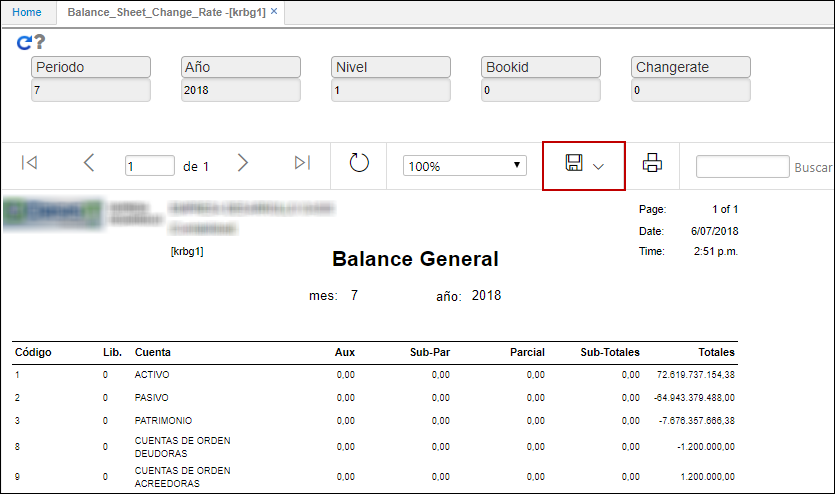 Home Balance_Sheet_Change_Rate -[krbg1] ×
Periodo Año Nivel Bookid Changerate
7 2018 1 0 0
1 de 1 100% Buscar
Page: 1 of 1
Date: 6/07/2018
[krbg1] Time: 2:51 p.m.
Balance General
mes: 7 año: 2018
Código Lib. Cuenta Aux Sub-Par Parcial Sub-Totales Totales
1 0 ACTIVO 0,00 0,00 0,00 0,00 72.619.737.154,38
2 0 PASIVO 0,00 0,00 0,00 0,00 -64.943.379.488,00
3 0 PATRIMONIO 0,00 0,00 0,00 0,00 -7.676.357.666,38
8 0 CUENTAS DE ORDEN DEUDORAS 0,00 0,00 0,00 0,00 -1.200.000,00
9 0 CUENTAS DE ORDEN ACREEDORAS 0,00 0,00 0,00 0,00 1.200.000,00